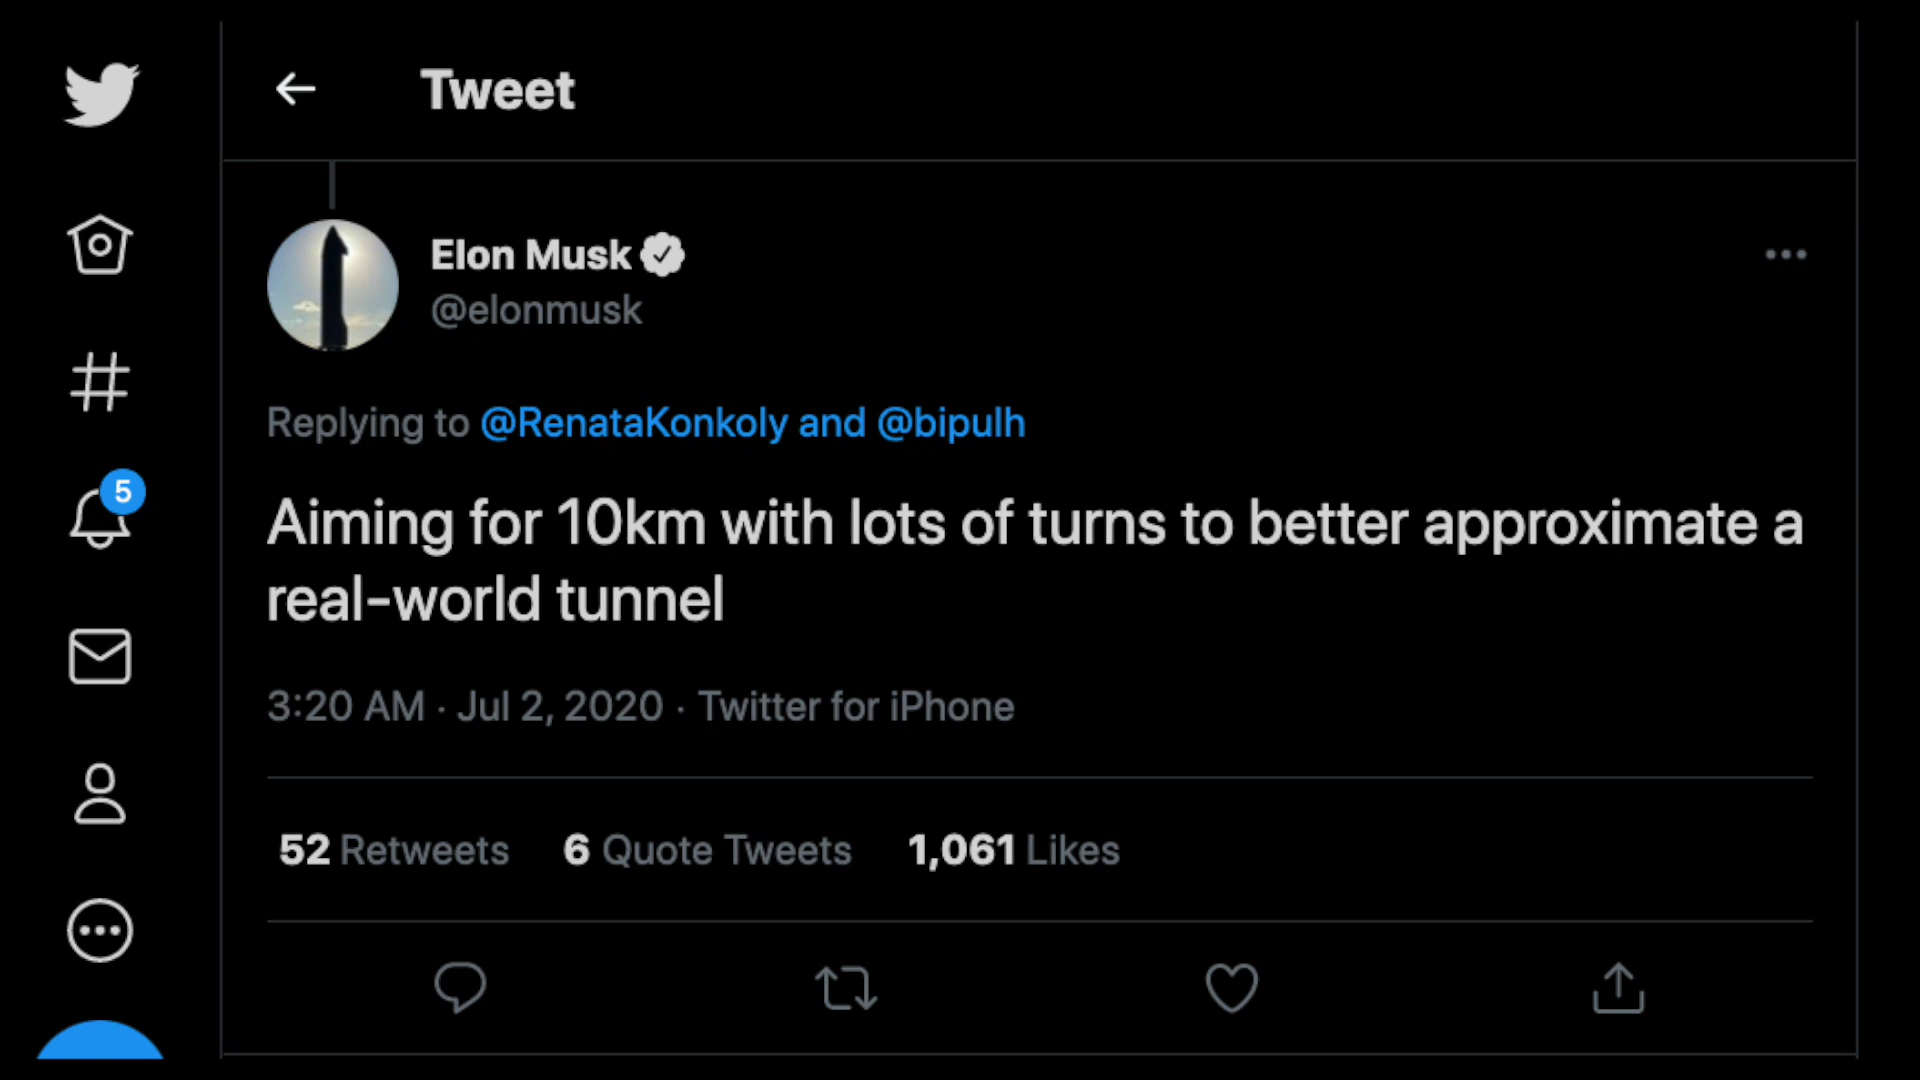 Tweet
Elon Musk
@elonmusk
Replying to @RenataKonkoly and @bipulh
Aiming for 10km with lots of turns to better approximate a
real-world tunnel
3:20 AM · Jul 2, 2020 · Twitter for iPhone
52 Retweets 6 Quote Tweets 1,061 Likes
5